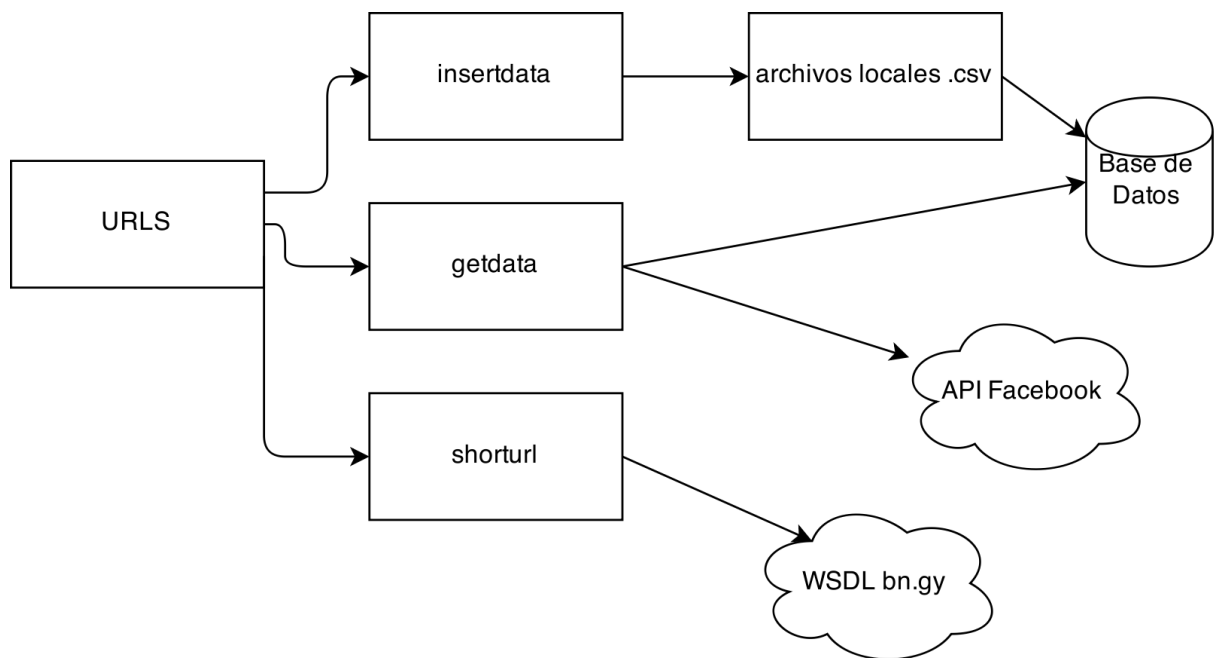 insertdata
archivos locales .csv
URLS
Base de
Datos
getdata
API Facebook
shorturl
WSDL bn.gy